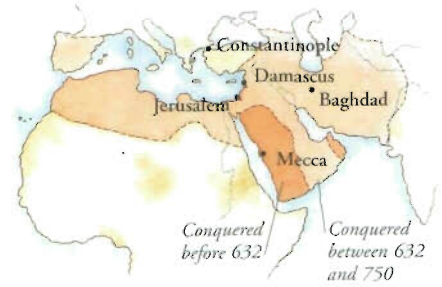 Constantinople
Damascus
Jerusalem
Baghdad
Mecca
Conquered
before 632
Conquered
between 632
and 750